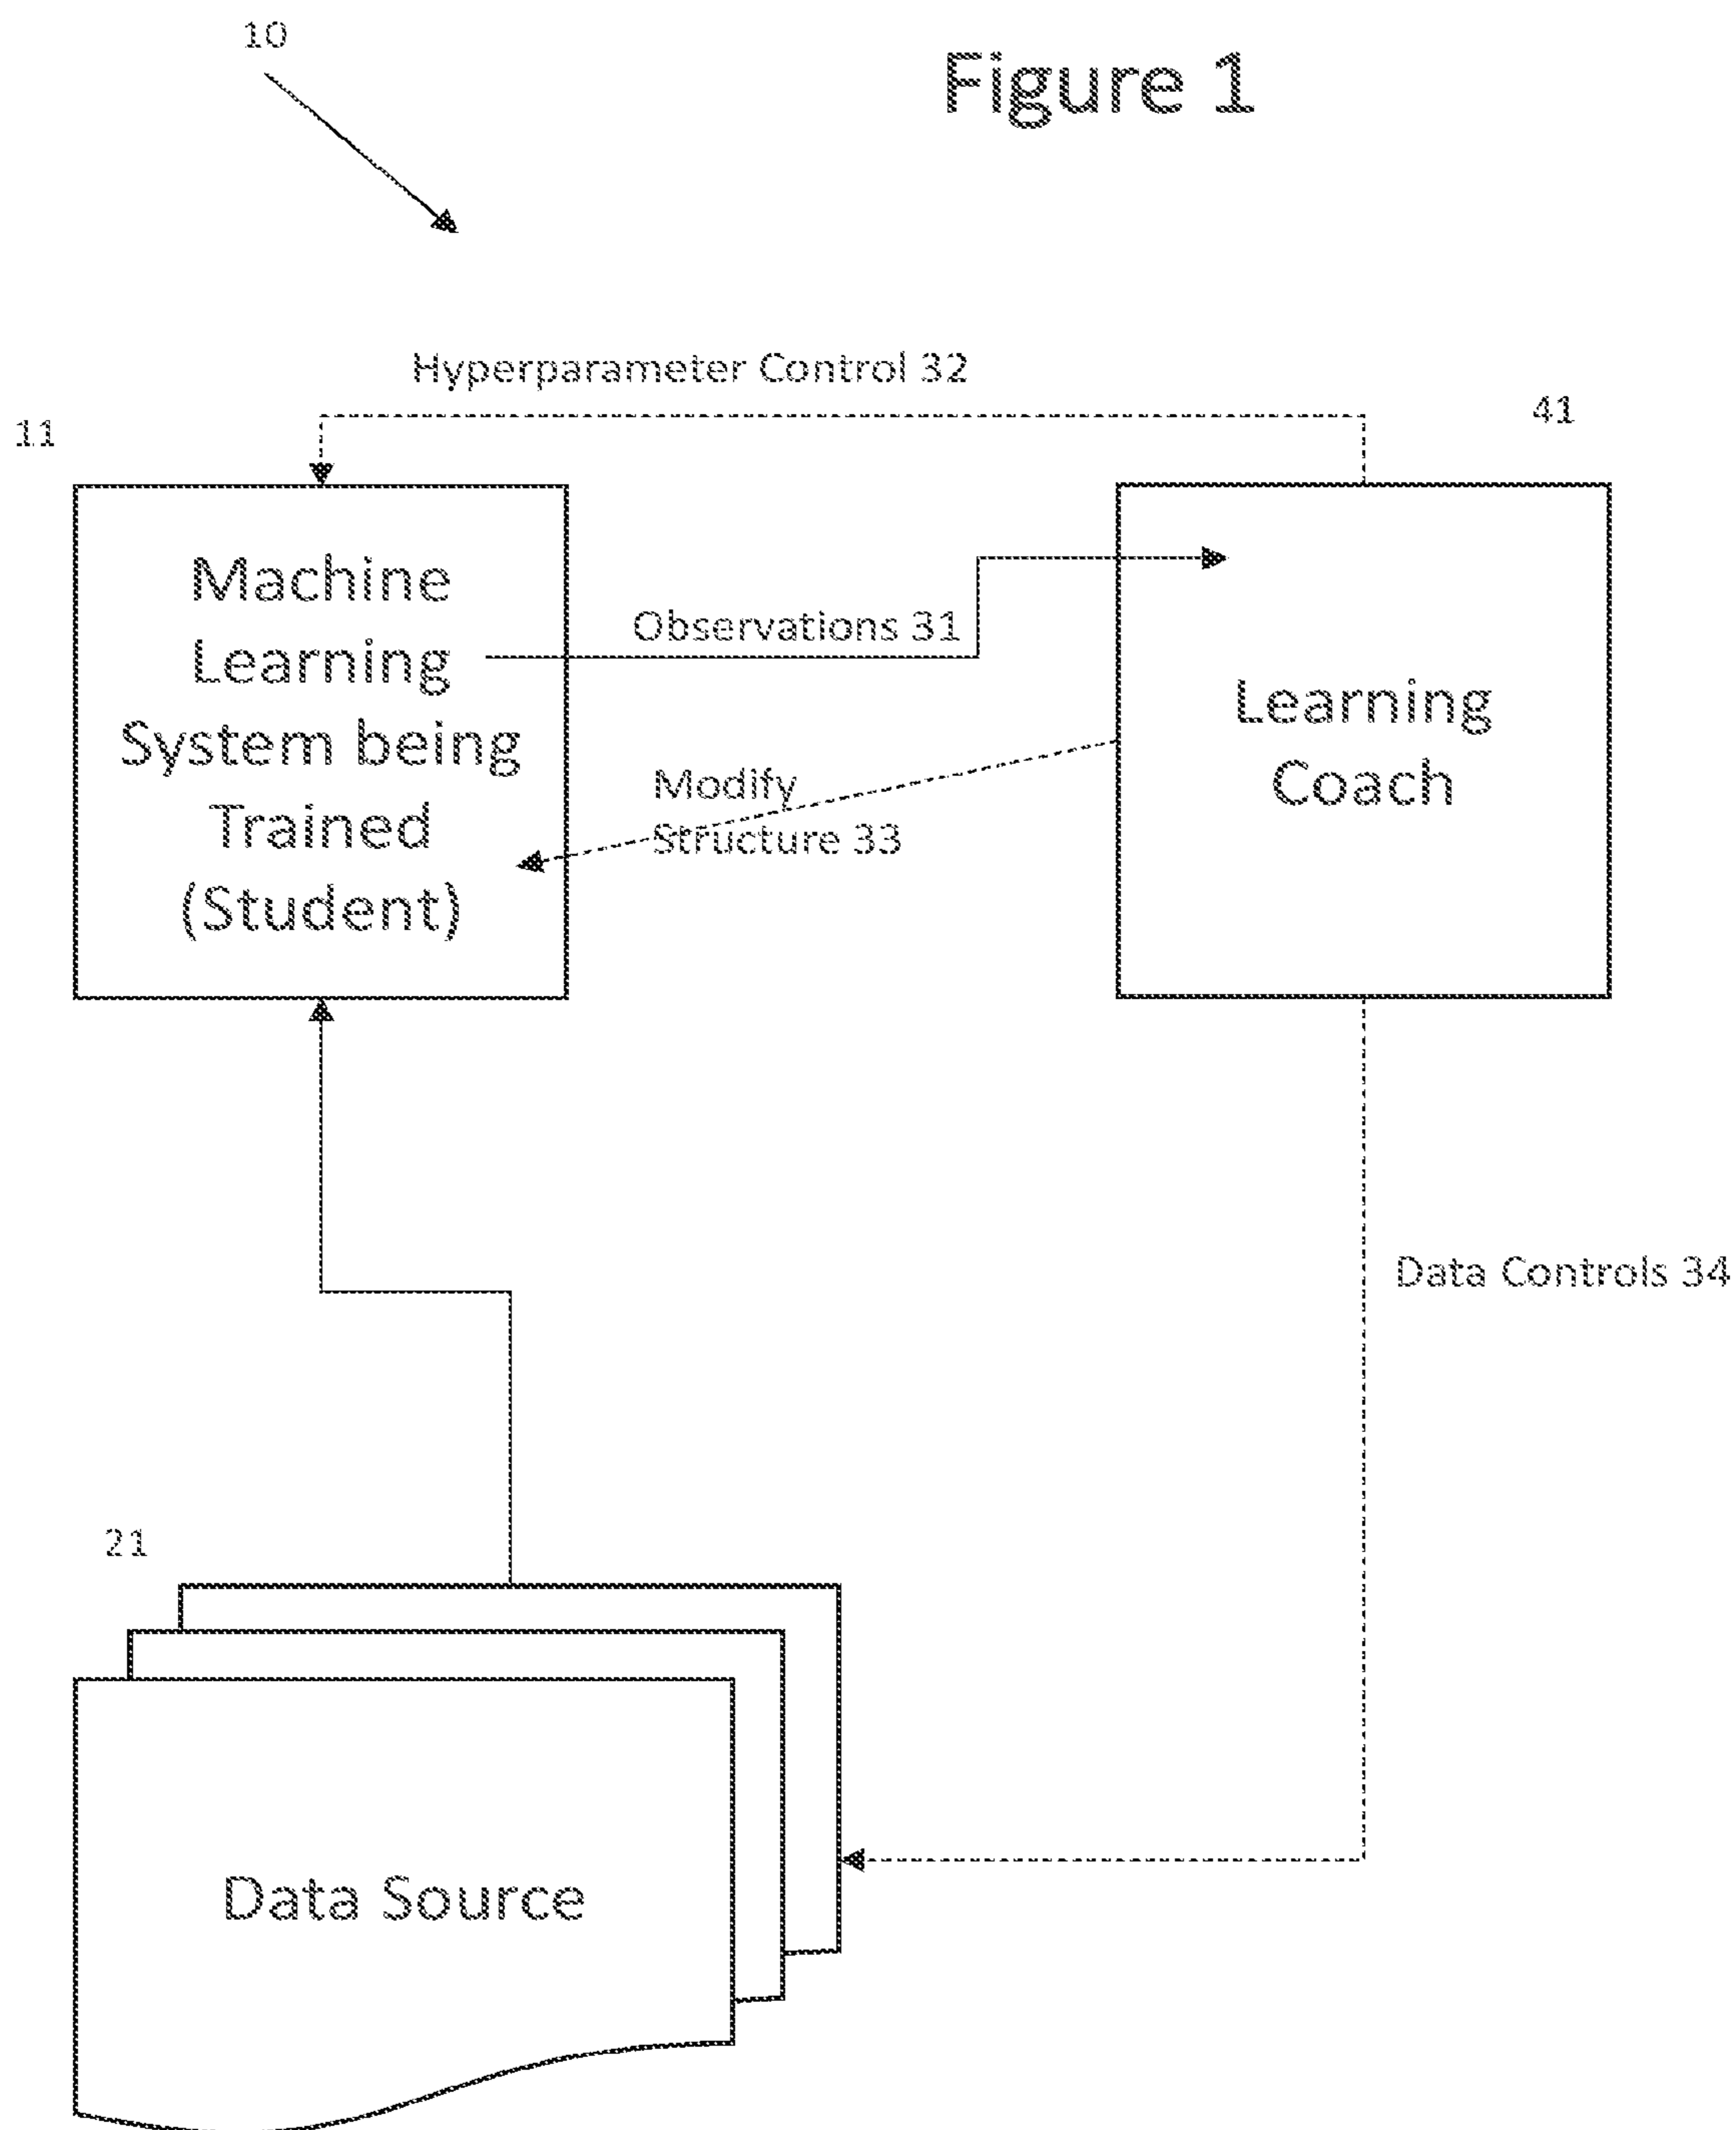 10
Figure 1
Hyperparameter Control 32
11
41
Machine
Learning
System being
Trained
(Student)
Observations 31
Modify
Structure 33
Learning
Coach
Data Controls 34
21
Data Source